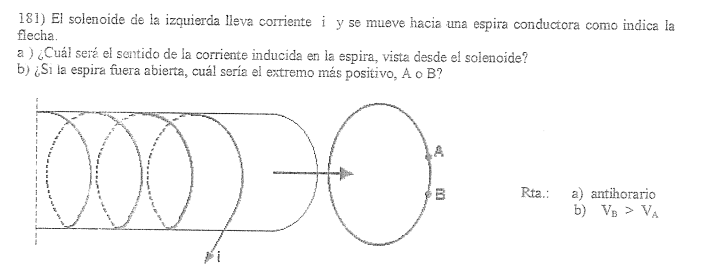 181) El solenoide de la izquierda lleva corriente i y se mueve hacia una espira conductora como indica la
flecha.
a ) ¿Cuál será el sentido de la corriente inducida en la espira, vista desde el solenoide?
b) ¿Si la espira fuera abierta, cuál sería el extremo más positivo, A o B?
A
B
i
Rta.: a) antihorario
b) V_B > V_A